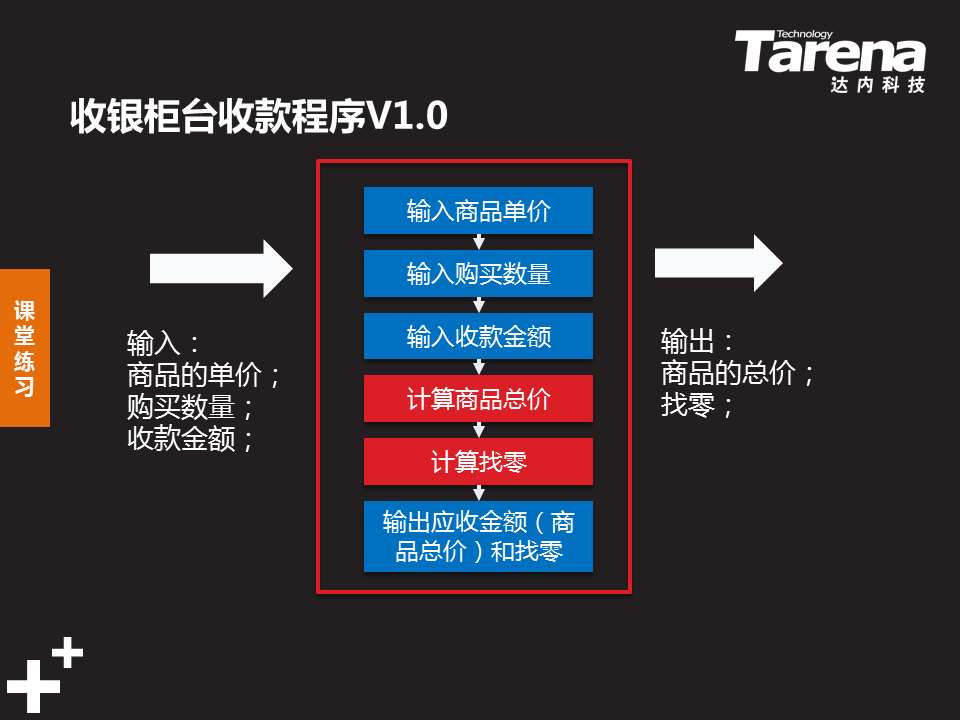 Technology
Tarena
达内科技
收银柜台收款程序V1.0
课
堂
练
习
输入：
商品的单价；
购买数量；
收款金额；
输入商品单价
输入购买数量
输入收款金额
计算商品总价
计算找零
输出应收金额（商
品总价）和找零
输出：
商品的总价；
找零；